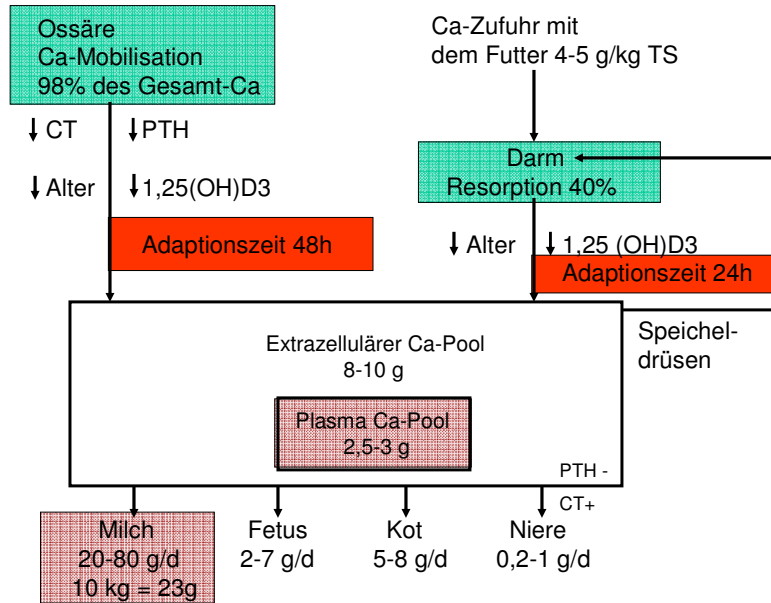 Ossäre
Ca-Mobilisation
98% des Gesamt-Ca
Ca-Zufuhr mit
dem Futter 4-5 g/kg TS
CT
PTH
Alter
1,25(OH)D3
Adaptionszeit 48h
Darm
Resorption 40%
Alter
1,25 (OH)D3
Adaptionszeit 24h
Speichel-
drüsen
Extrazellulärer Ca-Pool
8-10 g
Plasma Ca-Pool
2,5-3 g
PTH -
CT+
Milch
20-80 g/d
10 kg = 23g
Fetus
2-7 g/d
Kot
5-8 g/d
Niere
0,2-1 g/d